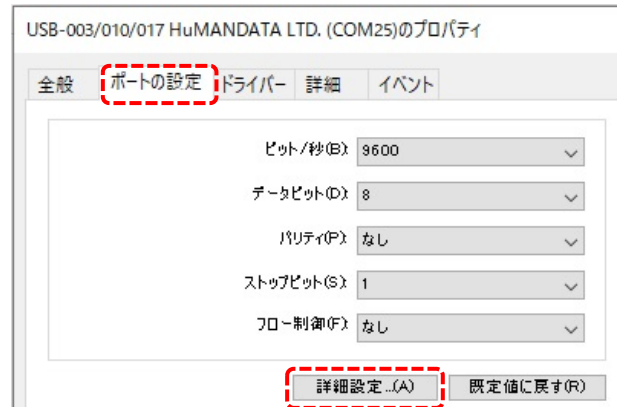 USB-003/010/017 HuMANDATA LTD. (COM25)のプロパティ
全般 ポートの設定 ドライバー 詳細 イベント
ビット/秒(B): 9600
データ ビット(D): 8
パリティ(P): なし
ストップ ビット(S): 1
フロー制御(F): なし
詳細設定...(A) 既定値に戻す(R)